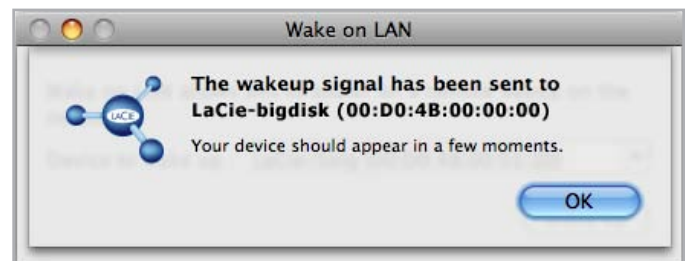 Wake on LAN
The wakeup signal has been sent to
LaCie-bigdisk (00:D0:4B:00:00:00)
LACIE
Your device should appear in a few moments.
OK